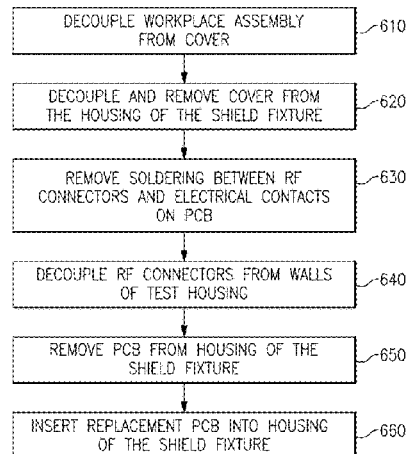 DECOUPLE WORKPLACE ASSEMBLY
FROM COVER
610
DECOUPLE AND REMOVE COVER FROM
THE HOUSING OF THE SHIELD FIXTURE
620
REMOVE SOLDERING BETWEEN RF
CONNECTORS AND ELECTRICAL CONTACTS
ON PCB
630
DECOUPLE RF CONNECTORS FROM WALLS
OF TEST HOUSING
640
REMOVE PCB FROM HOUSING OF THE
SHIELD FIXTURE
650
INSERT REPLACEMENT PCB INTO HOUSING
OF THE SHIELD FIXTURE
660